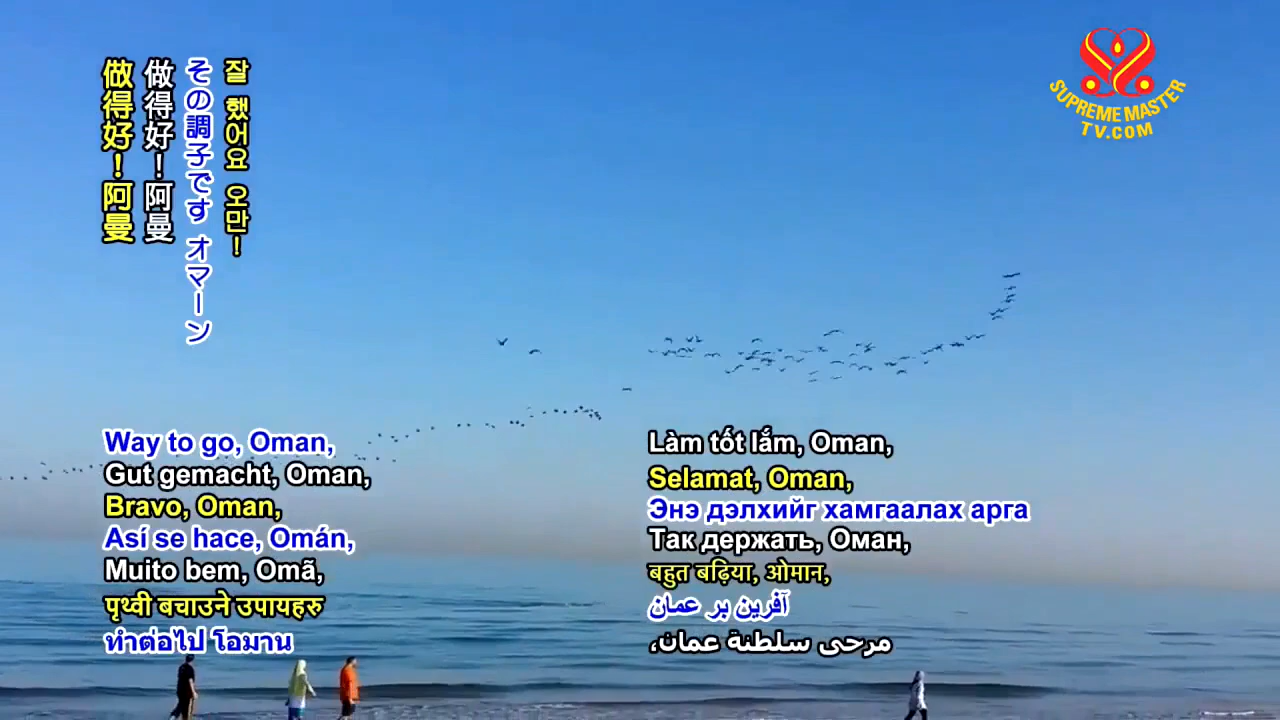 做得好！阿曼
做得好！阿曼
その調子です オマーン
잘 했어요 오만!
SUPREME MASTER
TV.COM
Way to go, Oman,
Gut gemacht, Oman,
Bravo, Oman,
Así se hace, Omán,
Muito bem, Omã,
पृथ्वी बचाउने उपायहरु
ทำต่อไป โอมาน
Làm tốt lắm, Oman,
Selamat, Oman,
Энэ дэлхийг хамгаалах арга
Так держать, Оман,
बहुत बढ़िया, ओमान,
آفرین بر عمان
مرحى سلطنة عمان،